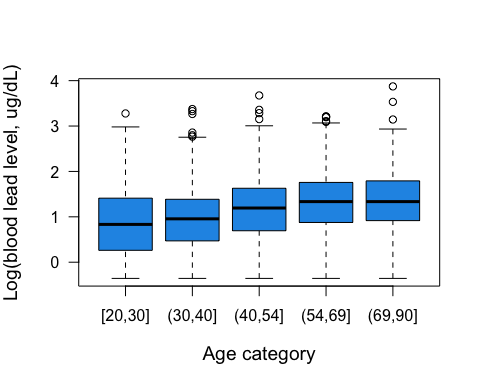 Log(blood lead level, ug/dL)
4
3
2
1
0
[20,30] (30,40] (40,54] (54,69] (69,90]
Age category